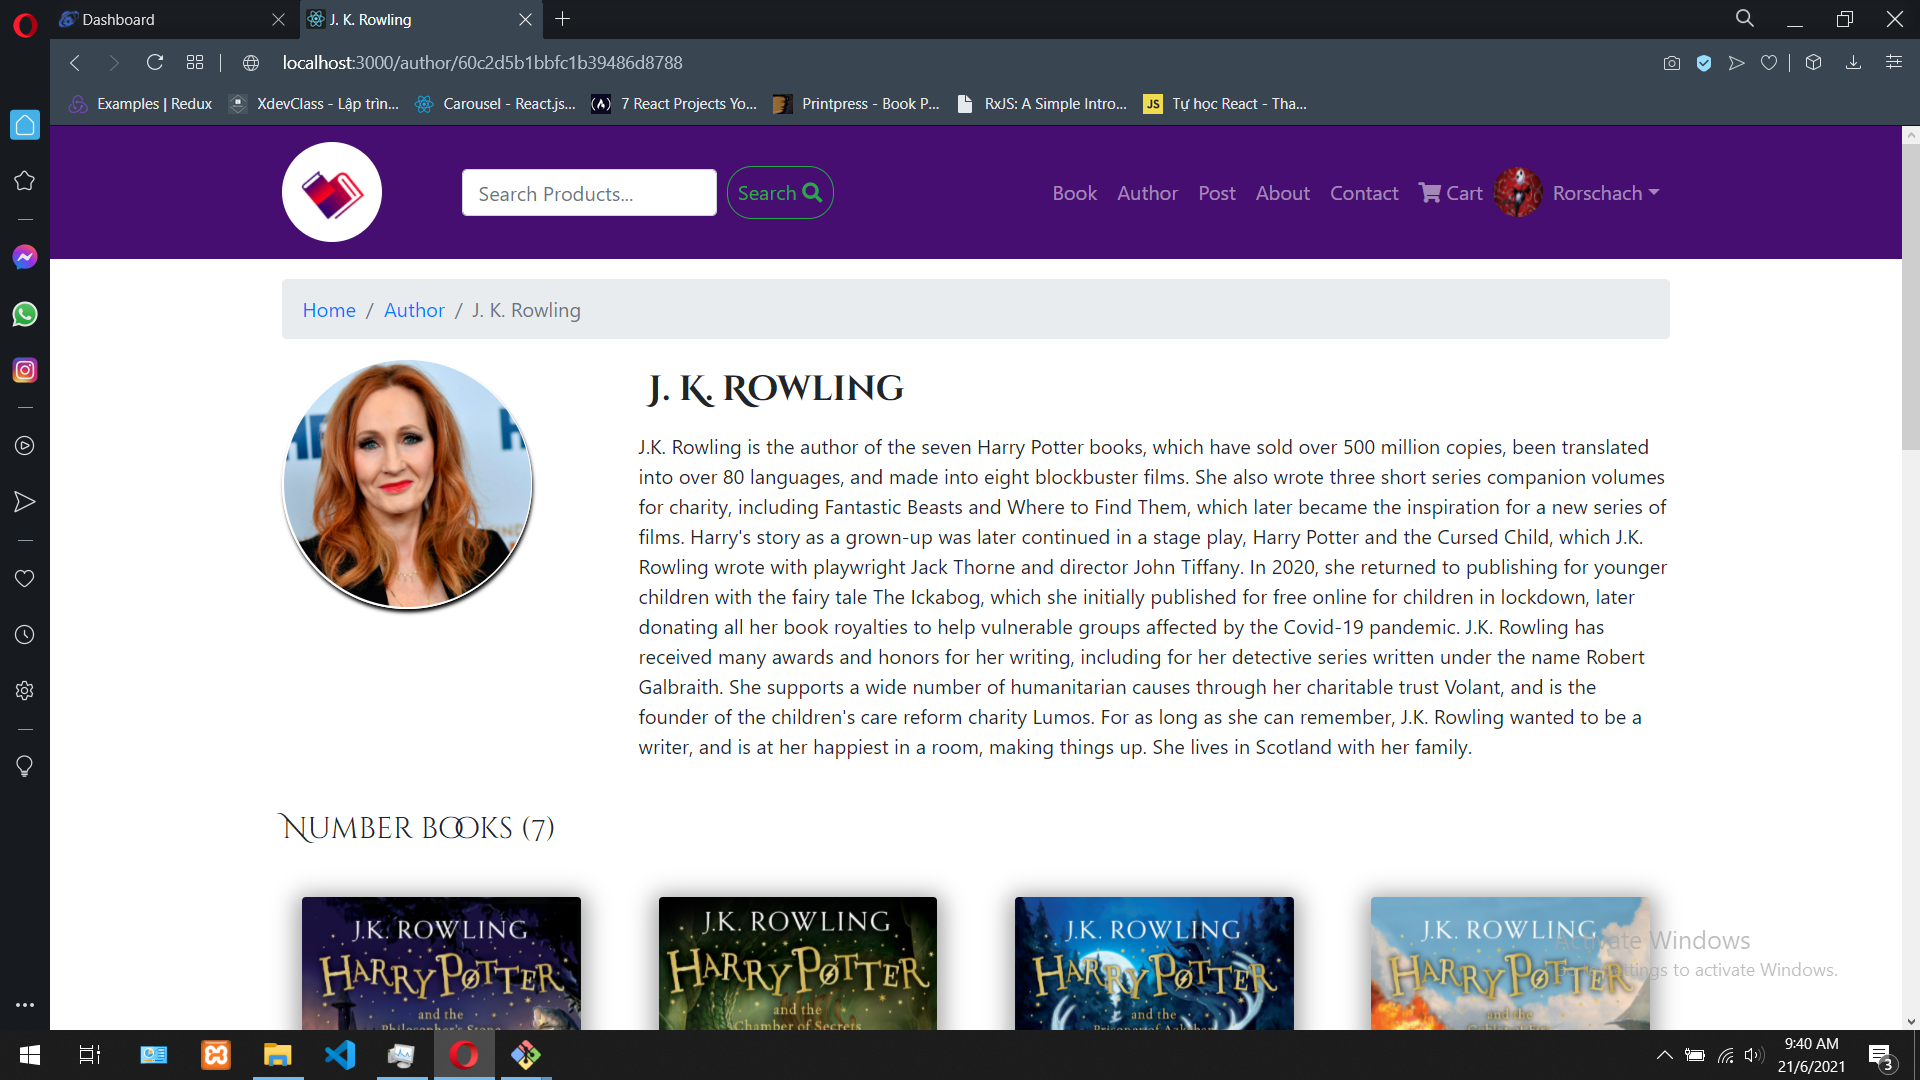 Dashboard
J. K. Rowling
localhost:3000/author/60c2d5b1bbfc1b39486d8788
Examples | Redux
XdevClass - Lập trìn...
Carousel - React.js...
7 React Projects Yo...
Printpress - Book P...
RxJS: A Simple Intro...
JS
Tự học React - Tha...
Search Products...
Search
Book
Author
Post
About
Contact
Cart
Rorschach
Home / Author / J. K. Rowling
J. K. Rowling
J.K. Rowling is the author of the seven Harry Potter books, which have sold over 500 million copies, been translated
into over 80 languages, and made into eight blockbuster films. She also wrote three short series companion volumes
for charity, including Fantastic Beasts and Where to Find Them, which later became the inspiration for a new series of
films. Harry's story as a grown-up was later continued in a stage play, Harry Potter and the Cursed Child, which J.K.
Rowling wrote with playwright Jack Thorne and director John Tiffany. In 2020, she returned to publishing for younger
children with the fairy tale The Ickabog, which she initially published for free online for children in lockdown, later
donating all her book royalties to help vulnerable groups affected by the Covid-19 pandemic. J.K. Rowling has
received many awards and honors for her writing, including for her detective series written under the name Robert
Galbraith. She supports a wide number of humanitarian causes through her charitable trust Volant, and is the
founder of the children's care reform charity Lumos. For as long as she can remember, J.K. Rowling wanted to be a
writer, and is at her happiest in a room, making things up. She lives in Scotland with her family.
Number books (7)
J.K. ROWLING
HARRY POTTER
and the
Philosopher's Stone
J.K. ROWLING
HARRY POTTER
and the
Chamber of Secrets
J.K. ROWLING
HARRY POTTER
and the
Prisoner of Azkaban
J.K. ROWLING
HARRY POTTER
and the
Goblet of Fire
Activate Windows
Go to Settings to activate Windows.
9:40 AM
21/6/2021
3